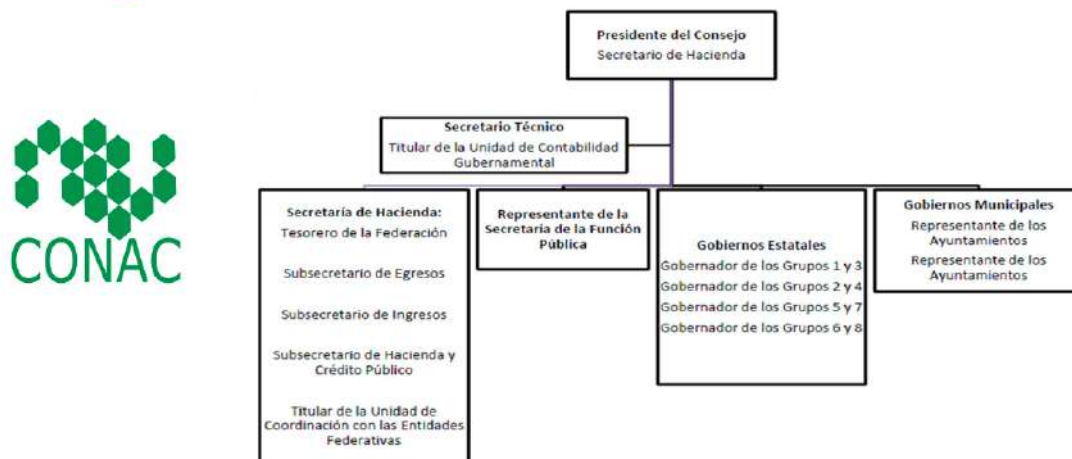 Presidente del Consejo
Secretario de Hacienda
Secretario Técnico
Titular de la Unidad de Contabilidad
Gubernamental
CONAC
Secretaría de Hacienda:
Tesorero de la Federación
Subsecretario de Egresos
Subsecretario de Ingresos
Subsecretario de Hacienda y
Crédito Público
Titular de la Unidad de
Coordinación con las Entidades
Federativas
Representante de la
Secretaría de la Función
Pública
Gobiernos Estatales
Gobernador de los Grupos 1 y 3
Gobernador de los Grupos 2 y 4
Gobernador de los Grupos 5 y 7
Gobernador de los Grupos 6 y 8
Gobiernos Municipales
Representante de los
Ayuntamientos
Representante de los
Ayuntamientos